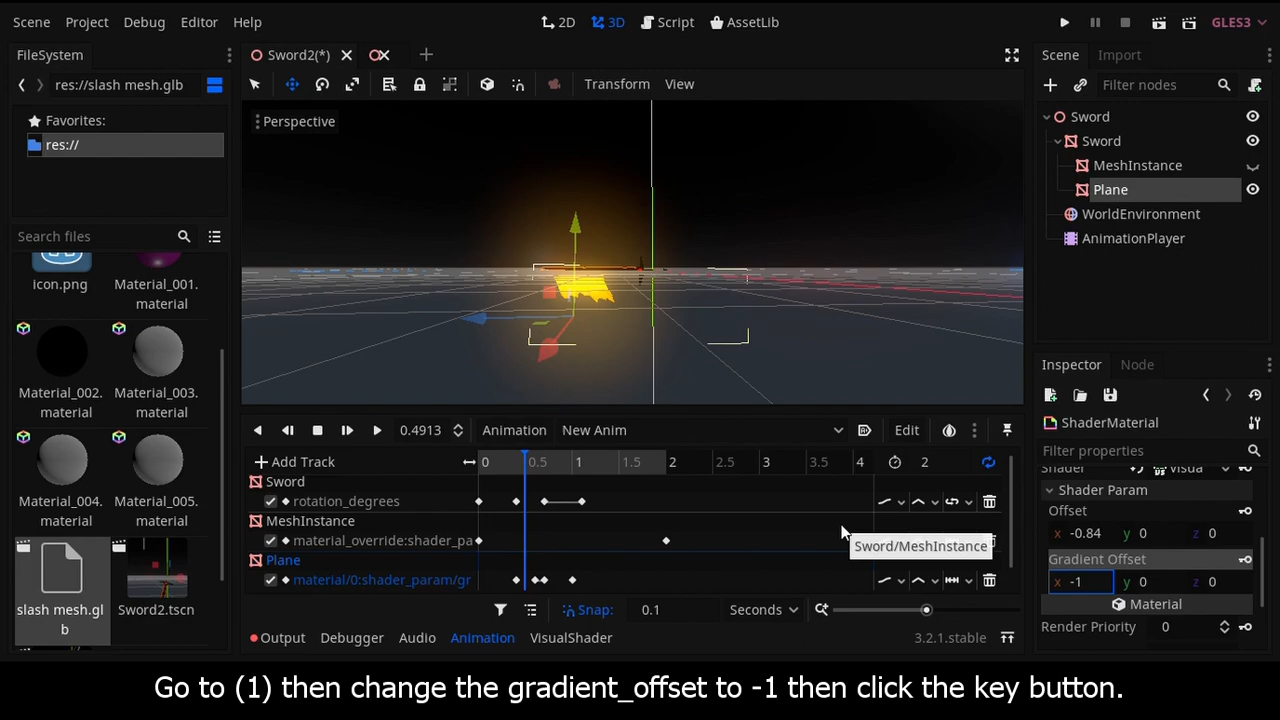 Scene Project Debug Editor Help
2D 3D Script AssetLib
GLES3
FileSystem
res://slash mesh.glb
Favorites:
res://
Search files
icon.png
Material_001.
material
Material_002.
material
Material_003.
material
Material_004.
material
Material_005.
material
slash mesh.gl
b
Sword2.tscn
Sword2(*)
Transform View
Perspective
0.4913 Animation New Anim Edit
Add Track 0 0.5 1 1.5 2 2.5 3 3.5 4 2
Sword
rotation_degrees
MeshInstance
material_override:shader_pa
Sword/MeshInstance
Plane
material/0:shader_param/gr
Snap: 0.1 Seconds
Output Debugger Audio Animation VisualShader 3.2.1.stable
Scene Import
Filter nodes
Sword
Sword
MeshInstance
Plane
WorldEnvironment
AnimationPlayer
Inspector Node
ShaderMaterial
Filter properties
Shader Visua
Shader Param
Offset
x -0.84 y 0 z 0
Gradient Offset
x -1 y 0 z 0
Material
Render Priority 0
Go to (1) then change the gradient_offset to -1 then click the key button.